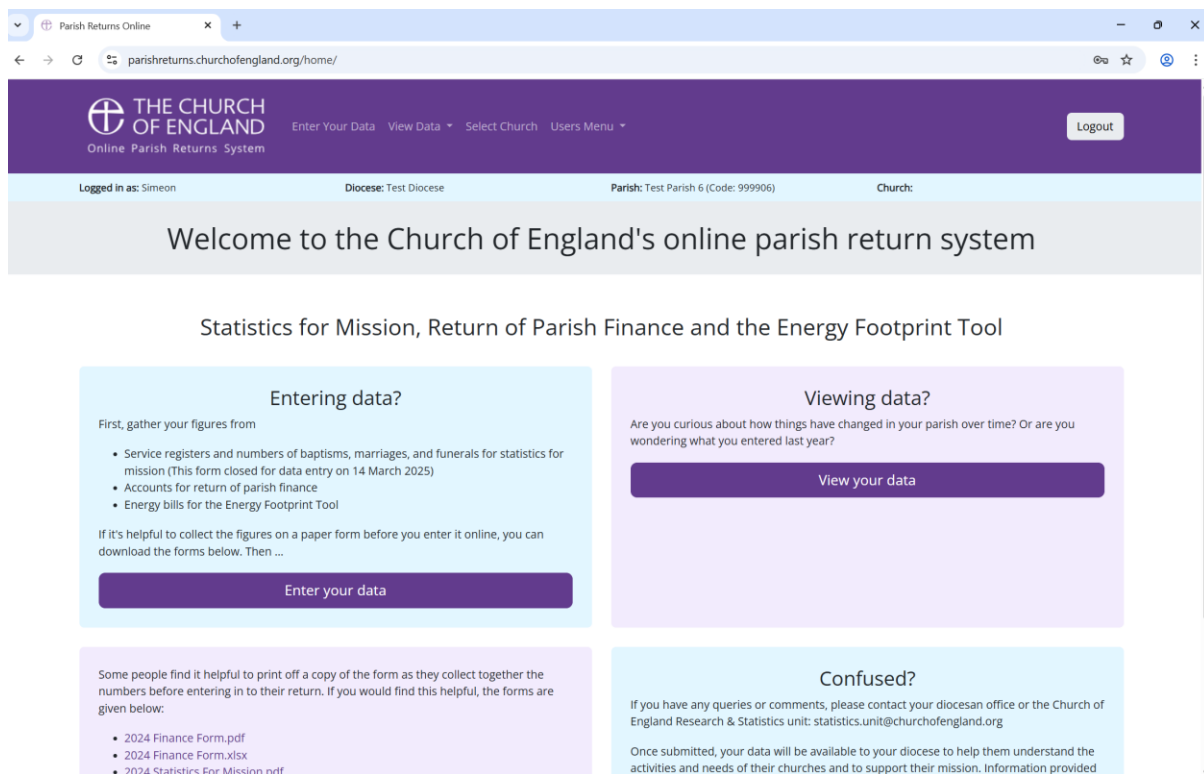 Parish Returns Online
parishreturns.churchofengland.org/home/
THE CHURCH
OF ENGLAND
Online Parish Returns System
Enter Your Data View Data Select Church Users Menu
Logout
Logged in as: Simeon Diocese: Test Diocese Parish: Test Parish 6 (Code: 999906) Church:
Welcome to the Church of England's online parish return system
Statistics for Mission, Return of Parish Finance and the Energy Footprint Tool
Entering data?
First, gather your figures from
• Service registers and numbers of baptisms, marriages, and funerals for statistics for
mission (This form closed for data entry on 14 March 2025)
• Accounts for return of parish finance
• Energy bills for the Energy Footprint Tool
If it's helpful to collect the figures on a paper form before you enter it online, you can
download the forms below. Then ...
Enter your data
Viewing data?
Are you curious about how things have changed in your parish over time? Or are you
wondering what you entered last year?
View your data
Some people find it helpful to print off a copy of the form as they collect together the
numbers before entering in to their return. If you would find this helpful, the forms are
given below:
• 2024 Finance Form.pdf
• 2024 Finance Form.xlsx
• 2024 Statistics For Mission.pdf
Confused?
If you have any queries or comments, please contact your diocesan office or the Church of
England Research & Statistics unit: statistics.unit@churchofengland.org
Once submitted, your data will be available to your diocese to help them understand the
activities and needs of their churches and to support their mission. Information provided